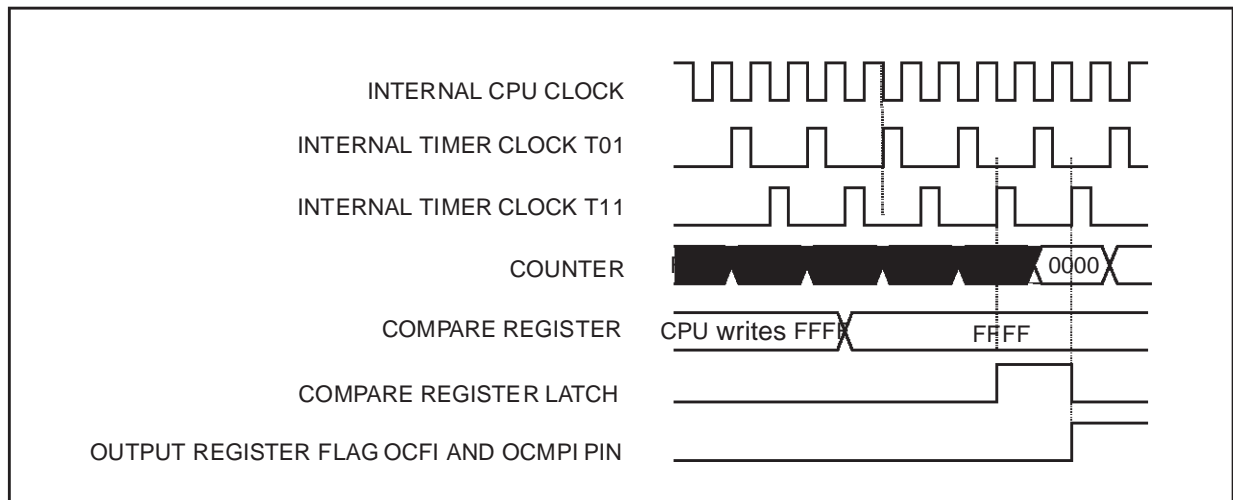 INTERNAL CPU CLOCK
INTERNAL TIMER CLOCK T01
INTERNAL TIMER CLOCK T11
COUNTER
0000
COMPARE REGISTER
CPU writes FFFF
FFFF
COMPARE REGISTER LATCH
OUTPUT REGISTER FLAG OCFI AND OCMPI PIN